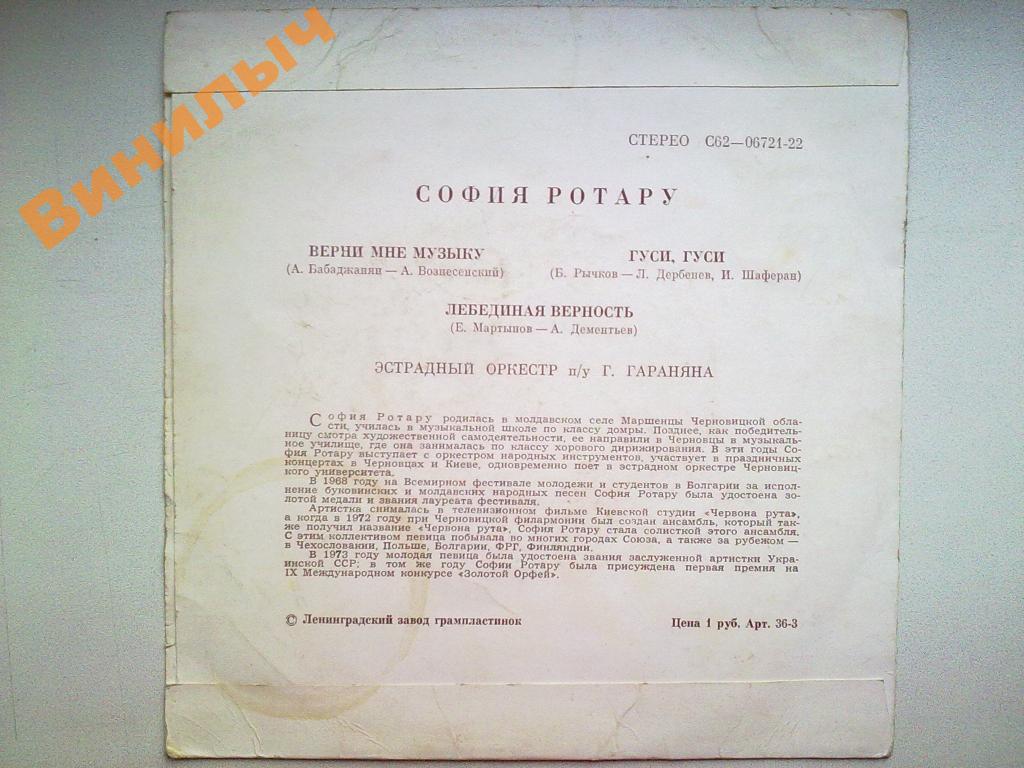 Винилыч
СТЕРЕО С62—06721-22
СОФИЯ РОТАРУ
ВЕРНИ МНЕ МУЗЫКУ
(А. Бабаджанян — А. Вознесенский)
ГУСИ, ГУСИ
(Б. Рычков — Л. Дербенев, И. Шаферан)
ЛЕБЕДИНАЯ ВЕРНОСТЬ
(Е. Мартынов — А. Дементьев)
ЭСТРАДНЫЙ ОРКЕСТР п/у Г. ГАРАНЯНА
София Ротару родилась в молдавском селе Маршенцы Черновицкой обла-
сти, училась в музыкальной школе по классу домры. Позднее, как победитель-
ницу смотра художественной самодеятельности, ее направили в Черновцы в музыкаль-
ное училище, где она занималась по классу хорового дирижирования. В эти годы Со-
фия Ротару выступает с оркестром народных инструментов, участвует в праздничных
концертах в Черновцах и Киеве, одновременно поет в эстрадном оркестре Черновиц-
кого университета.
В 1968 году на Всемирном фестивале молодежи и студентов в Болгарии за испол-
нение буковинских и молдавских народных песен София Ротару была удостоена зо-
лотой медали и звания лауреата фестиваля.
Артистка снималась в телевизионном фильме Киевской студии «Червона рута»,
а когда в 1972 году при Черновицкой филармонии был создан ансамбль, который так-
же получил название «Червона рута», София Ротару стала солисткой этого ансамбля.
С этим коллективом певица побывала во многих городах Союза, а также за рубежом —
в Чехословакии, Польше, Болгарии, ФРГ, Финляндии.
В 1973 году молодая певица была удостоена звания заслуженной артистки Укра-
инской ССР; в том же году Софии Ротару была присуждена первая премия на
IX Международном конкурсе «Золотой Орфей».
© Ленинградский завод грампластинок
Цена 1 руб. Арт. 36-3